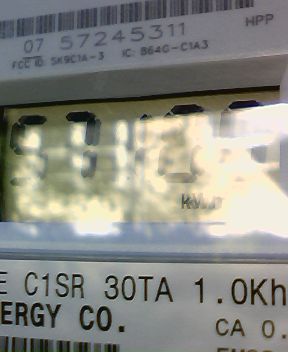 HPP
07 57245311
FCC ID: SK9C1A-3 IC: 864G-C1A3
kWh
E C1SR 30TA 1.0Kh
ERGY CO.
CA 0.